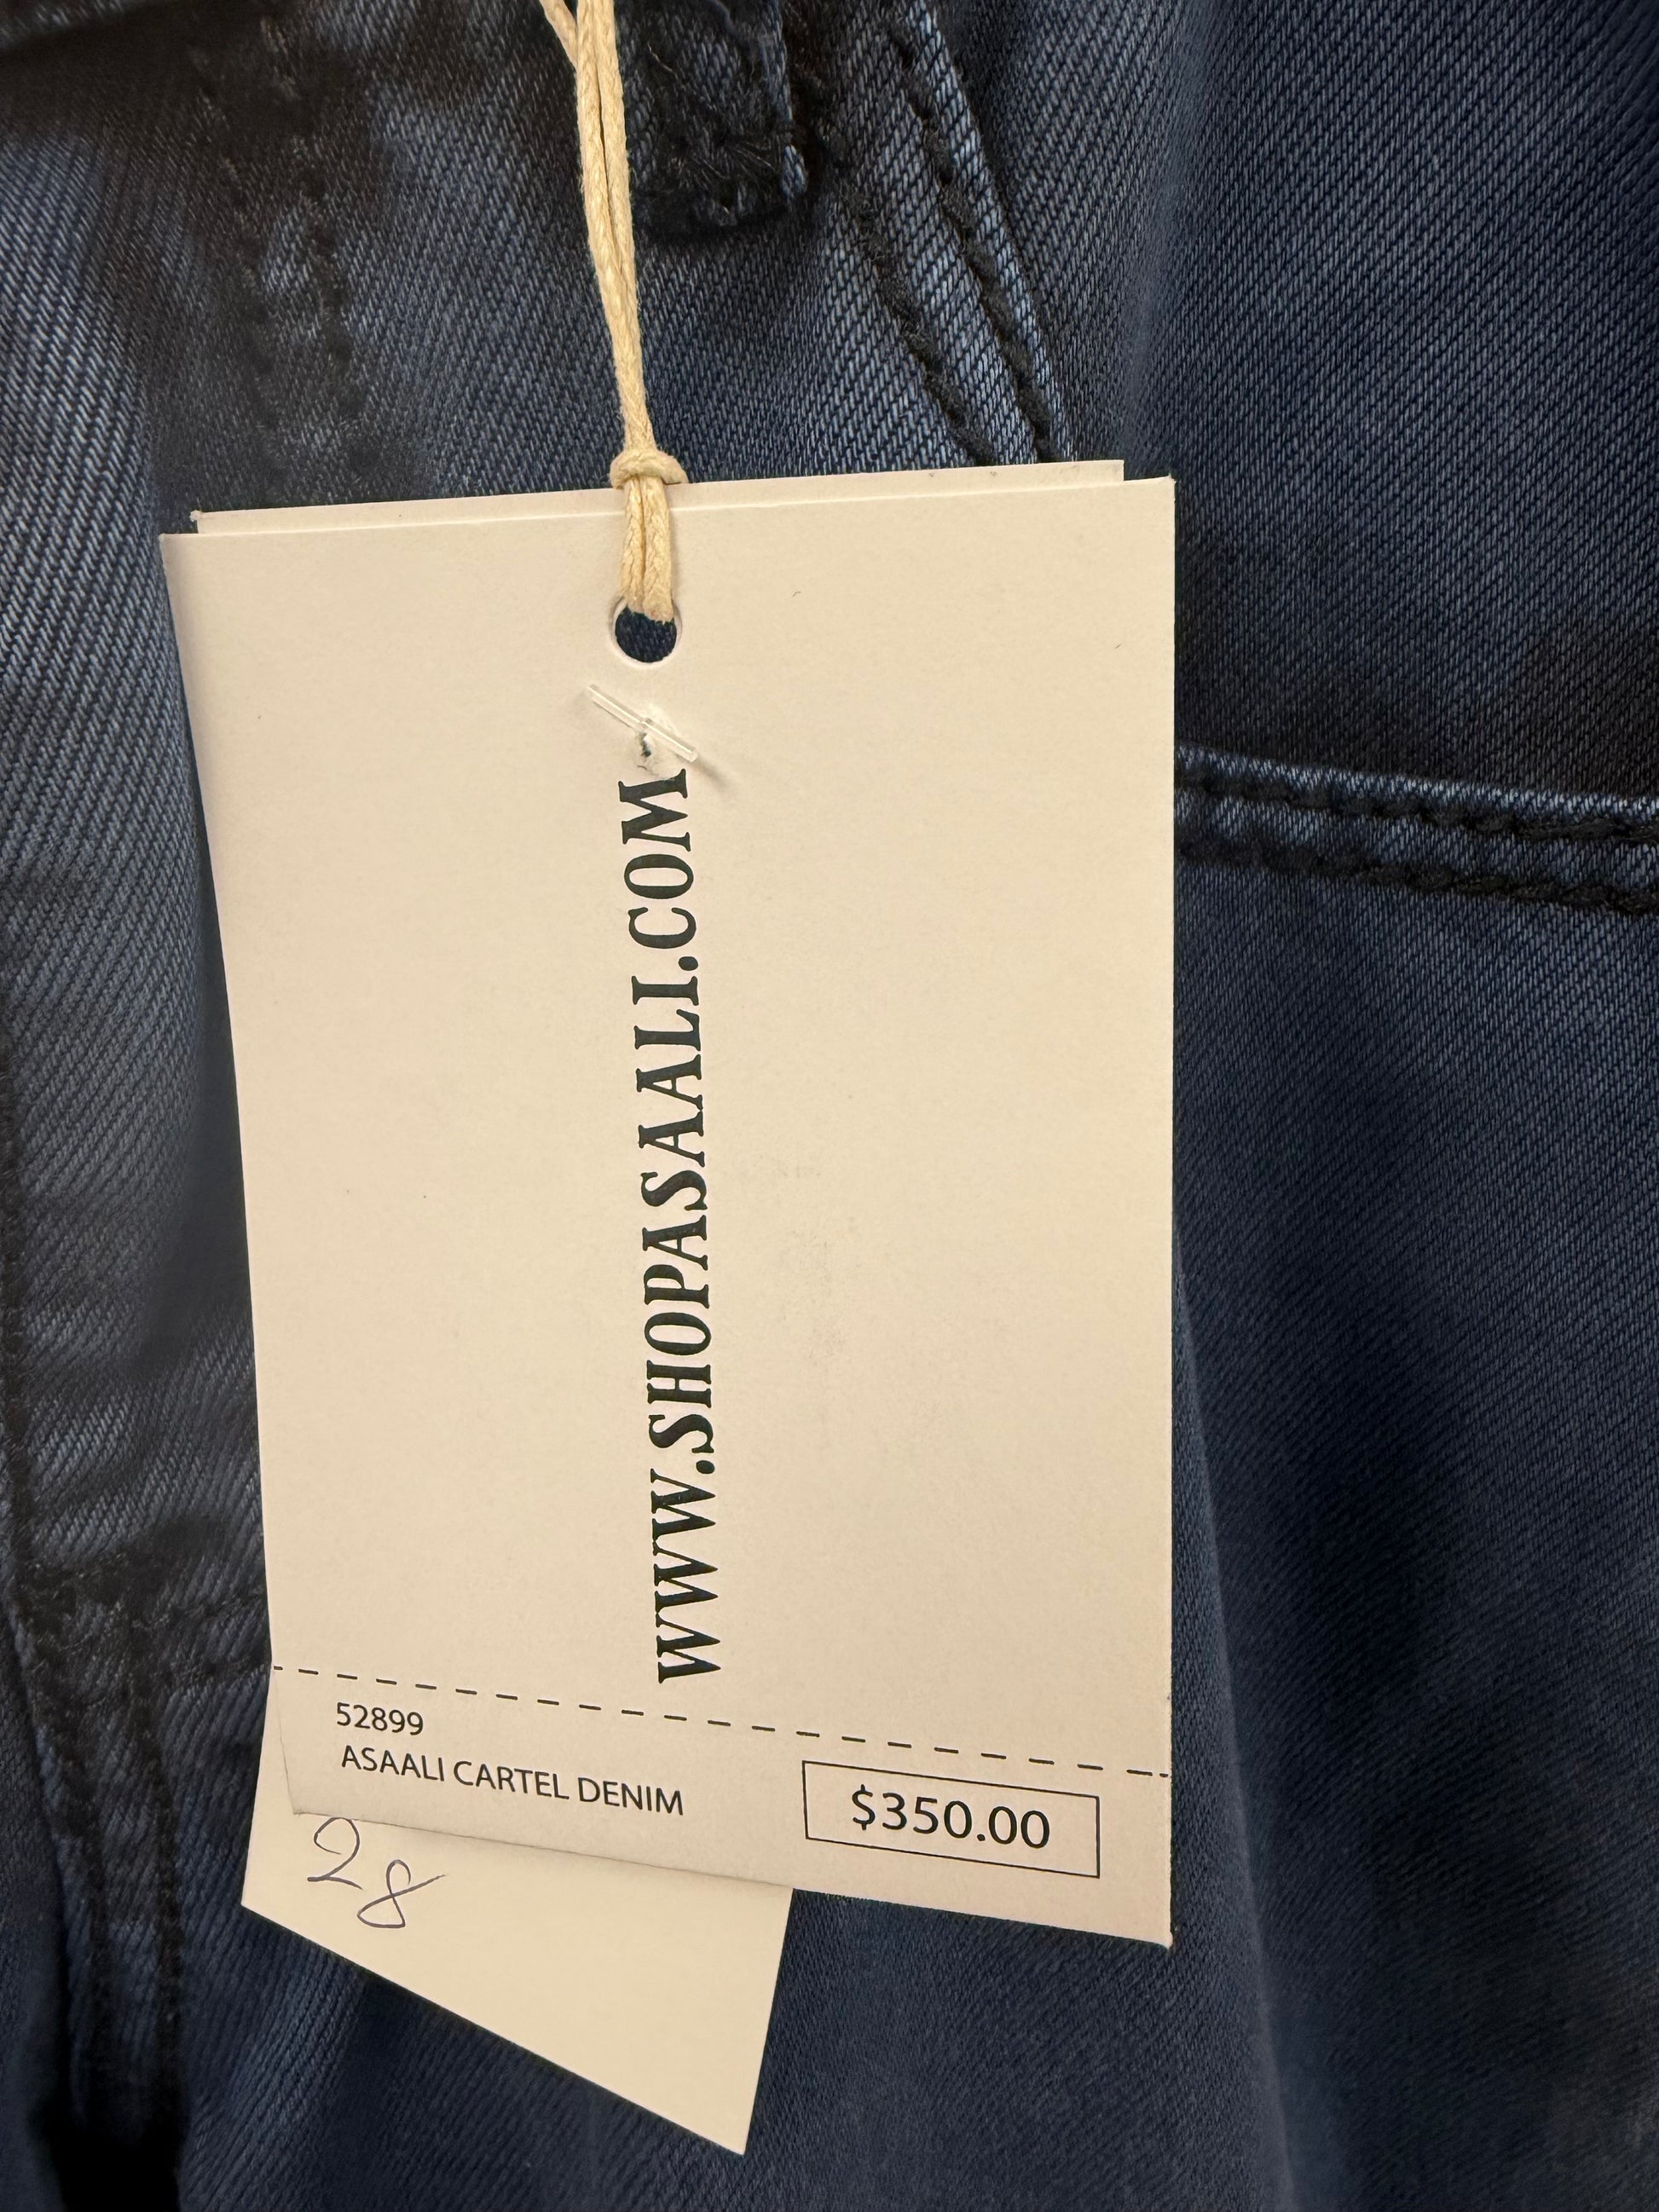 WWW.SHOPASAALI.COM
52899
ASAALI CARTEL DENIM
$350.00
28